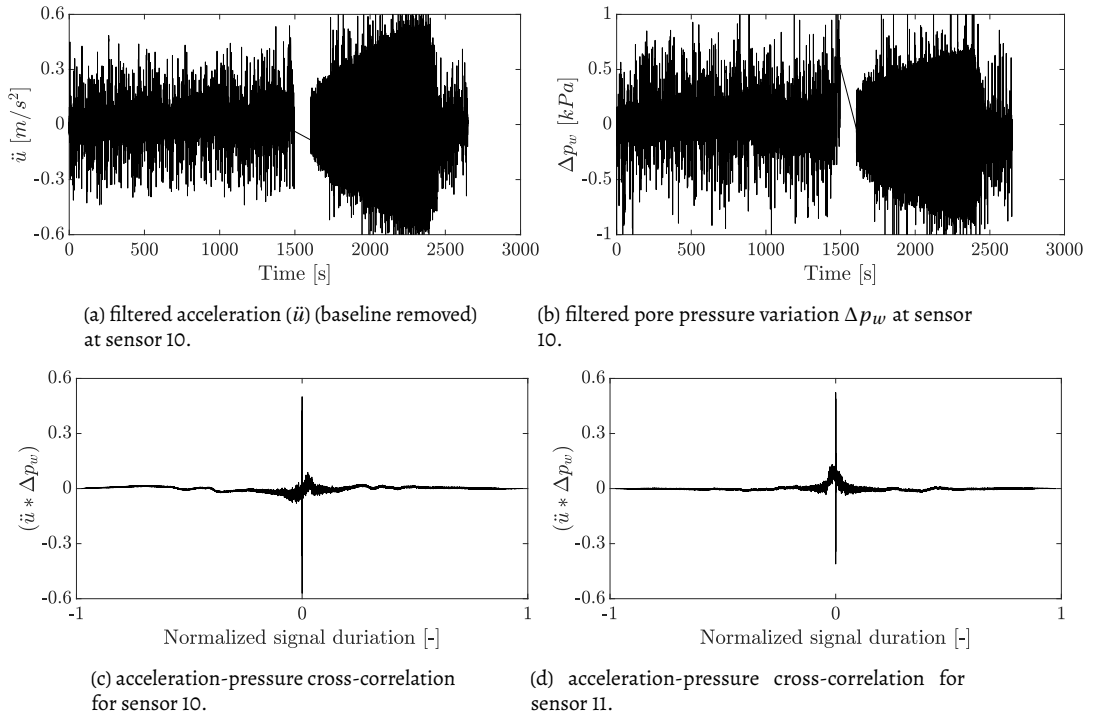 0.6
0.3
0
-0.3
-0.6
ü [m/s²]
0 500 1000 1500 2000 2500 3000
Time [s]
(a) filtered acceleration (ü) (baseline removed)
at sensor 10.
1
0.5
0
-0.5
-1
Δp_w [kPa]
0 500 1000 1500 2000 2500 3000
Time [s]
(b) filtered pore pressure variation Δp_w at sensor
10.
0.6
0.3
0
-0.3
-0.6
(ü * Δp_w)
-1 0 1
Normalized signal duriation [-]
(c) acceleration-pressure cross-correlation
for sensor 10.
0.6
0.3
0
-0.3
-0.6
(ü * Δp_w)
-1 0 1
Normalized signal duriation [-]
(d) acceleration-pressure cross-correlation for
sensor 11.